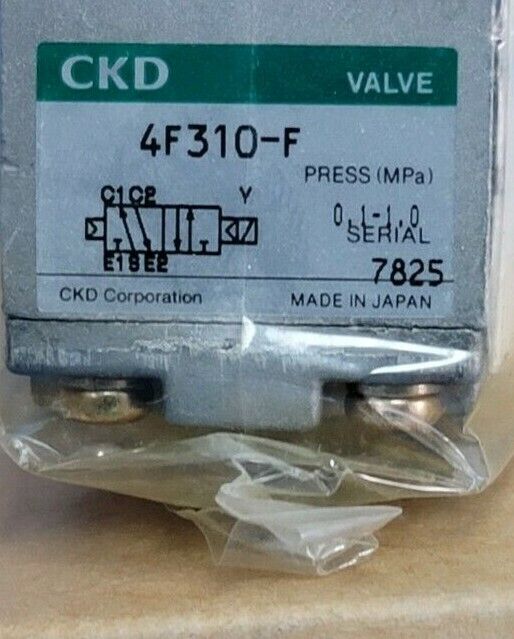 CKD VALVE
4F310-F
PRESS (MPa)
C1C2 Y
0.1-1.0
SERIAL
E1SE2
7825
CKD Corporation MADE IN JAPAN